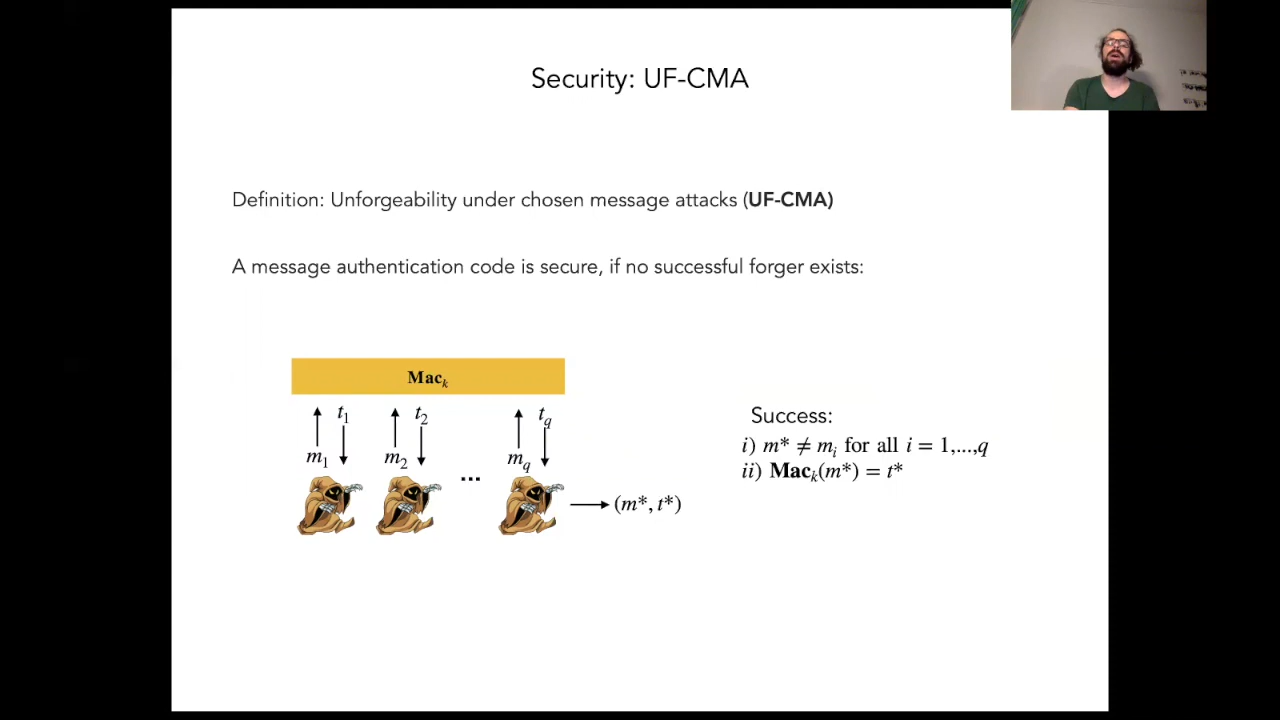 Security: UF-CMA
Definition: Unforgeability under chosen message attacks (UF-CMA)
A message authentication code is secure, if no successful forger exists:
Mac_k
t_1 t_2 t_q
m_1 m_2 ... m_q
(m*, t*)
Success:
i) m* ≠ m_i for all i = 1,...,q
ii) Mac_k(m*) = t*